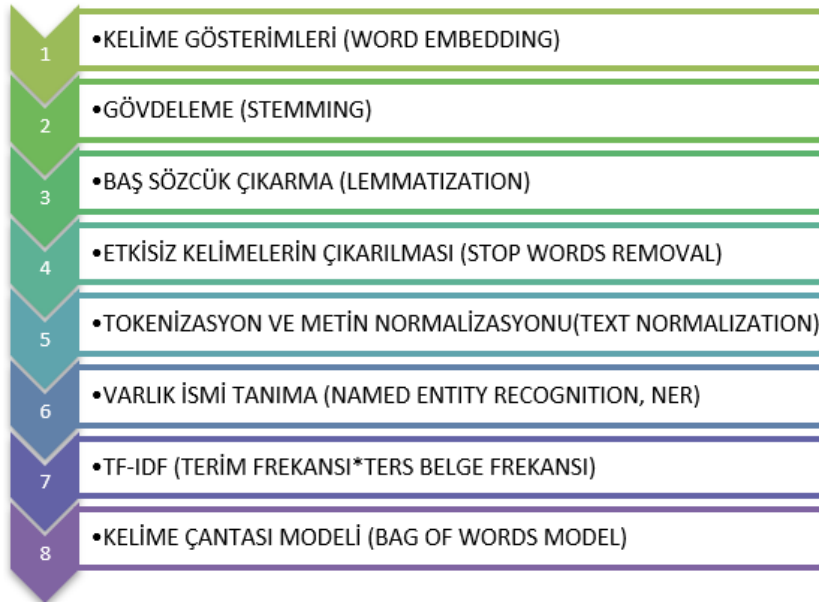 1
•KELİME GÖSTERİMLERİ (WORD EMBEDDING)
2
•GÖVDELEME (STEMMING)
3
•BAŞ SÖZCÜK ÇIKARMA (LEMMATIZATION)
4
•ETKİSİZ KELİMELERİN ÇIKARILMASI (STOP WORDS REMOVAL)
5
•TOKENİZASYON VE METİN NORMALİZASYONU(TEXT NORMALIZATION)
6
•VARLIK İSMİ TANIMA (NAMED ENTITY RECOGNITION, NER)
7
•TF-IDF (TERİM FREKANSI*TERS BELGE FREKANSI)
8
•KELİME ÇANTASI MODELİ (BAG OF WORDS MODEL)